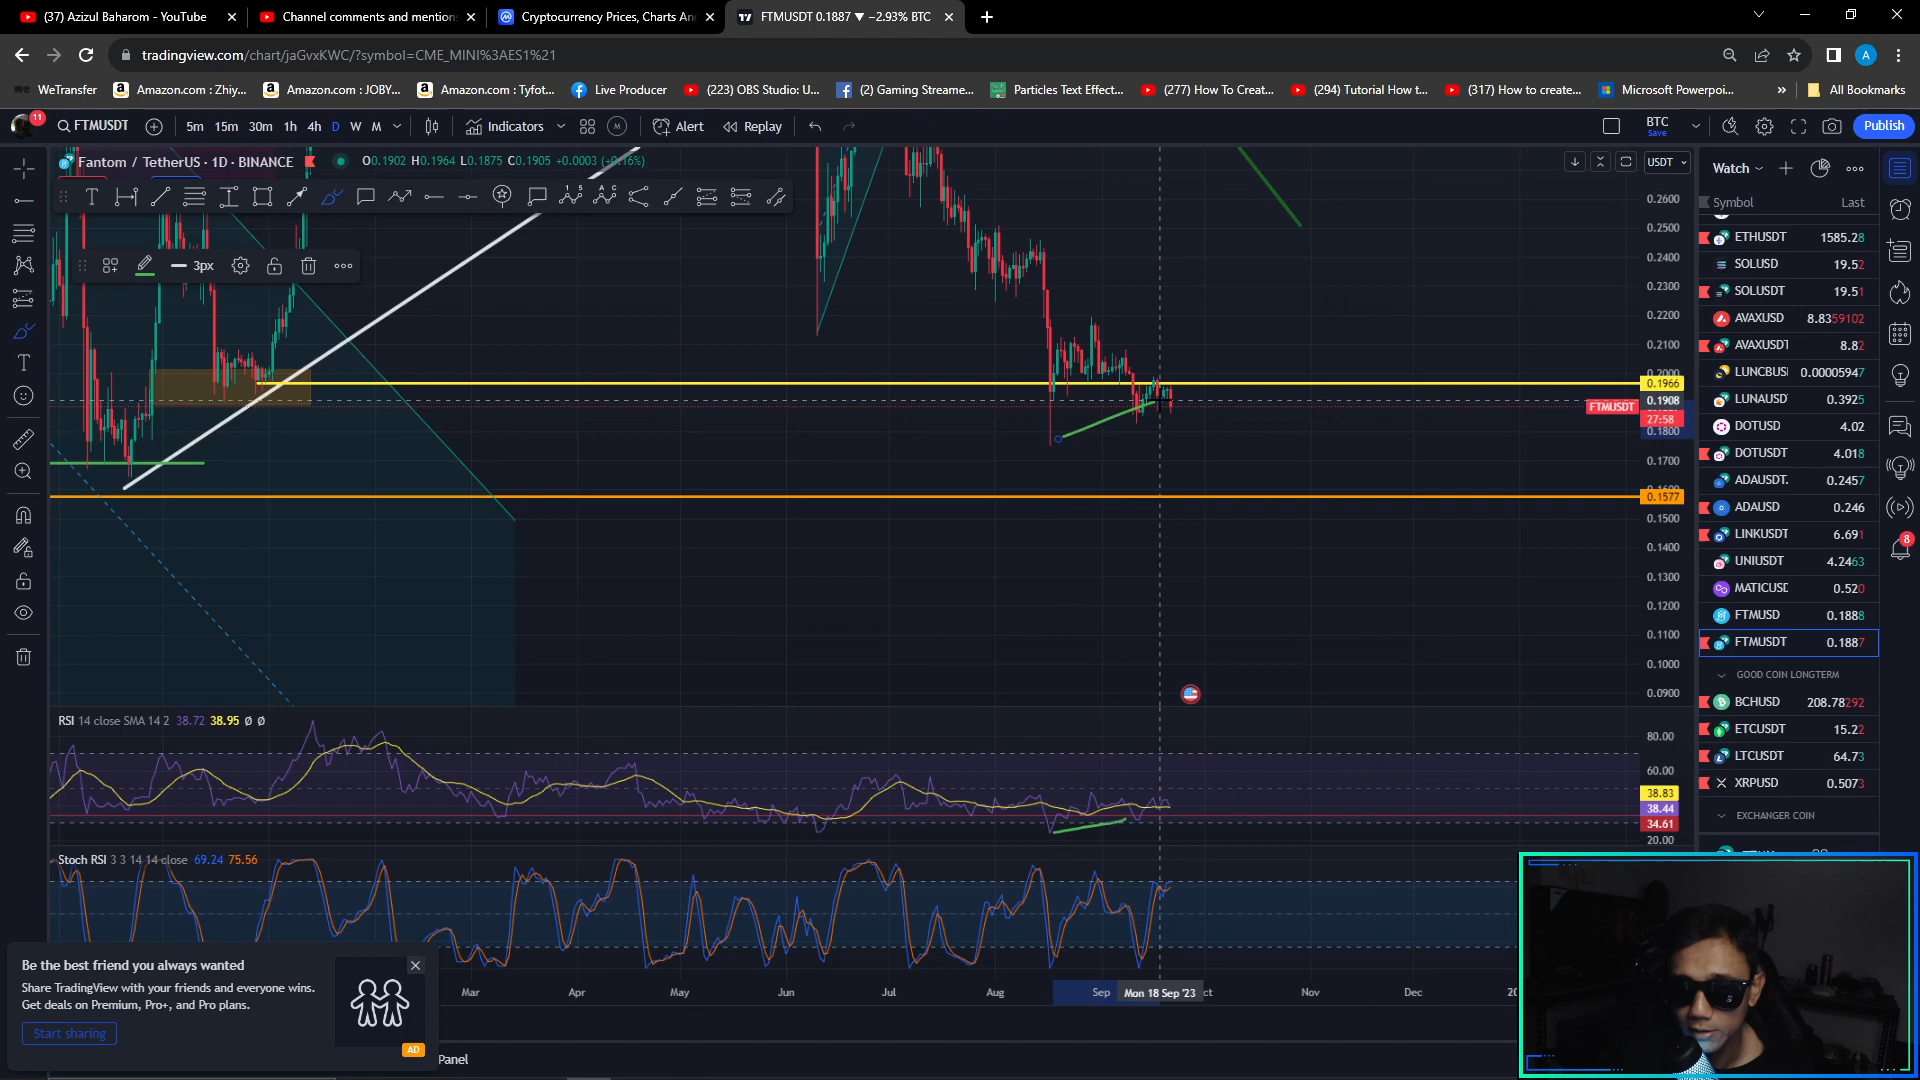 (37) Azizul Baharom - YouTube
Channel comments and mention
Cryptocurrency Prices, Charts An
FTMUSDT 0.1887 ▼ −2.93% BTC
tradingview.com/chart/jaGvxKWC/?symbol=CME_MINI%3AES1%21
WeTransfer
Amazon.com : Zhiy...
Amazon.com: JOBY...
Amazon.com : Tyfot...
Live Producer
(223) OBS Studio: U...
(2) Gaming Streame...
Particles Text Effect...
(277) How To Creat...
(294) Tutorial How t...
(317) How to create...
Microsoft Powerpoi...
All Bookmarks
11
FTMUSDT
5m 15m 30m 1h 4h D W M
Indicators
Alert
Replay
BTC
Save
Publish
Fantom / TetherUS · 1D · BINANCE
O0.1902 H0.1964 L0.1875 C0.1905 +0.0003 (+0.16%)
USDT
3px
0.2600
0.2500
0.2400
0.2300
0.2200
0.2100
0.2000
0.1966
0.1908
FTMUSDT
27:58
0.1800
0.1700
0.1600
0.1577
0.1500
0.1400
0.1300
0.1200
0.1100
0.1000
0.0900
RSI 14 close SMA 14 2 38.72 38.95 Ø Ø
80.00
60.00
38.83
38.44
34.61
20.00
Stoch RSI 3 3 14 14 close 69.24 75.56
Mar
Apr
May
Jun
Jul
Aug
Sep
Mon 18 Sep '23
ct
Nov
Dec
20
Panel
Be the best friend you always wanted
Share TradingView with your friends and everyone wins.
Get deals on Premium, Pro+, and Pro plans.
Start sharing
AD
Watch
Symbol Last
ETHUSDT 1585.28
SOLUSD 19.52
SOLUSDT 19.51
AVAXUSD 8.8359102
AVAXUSDT 8.82
LUNCBUSI 0.00005947
LUNAUSD 0.3925
DOTUSD 4.02
DOTUSDT 4.018
ADAUSDT. 0.2457
ADAUSD 0.246
LINKUSDT 6.691
UNIUSDT 4.2463
MATICUSD 0.520
FTMUSD 0.1888
FTMUSDT 0.1887
GOOD COIN LONGTERM
BCHUSD 208.78292
ETCUSDT 15.22
LTCUSDT 64.73
XRPUSD 0.5073
EXCHANGER COIN
8